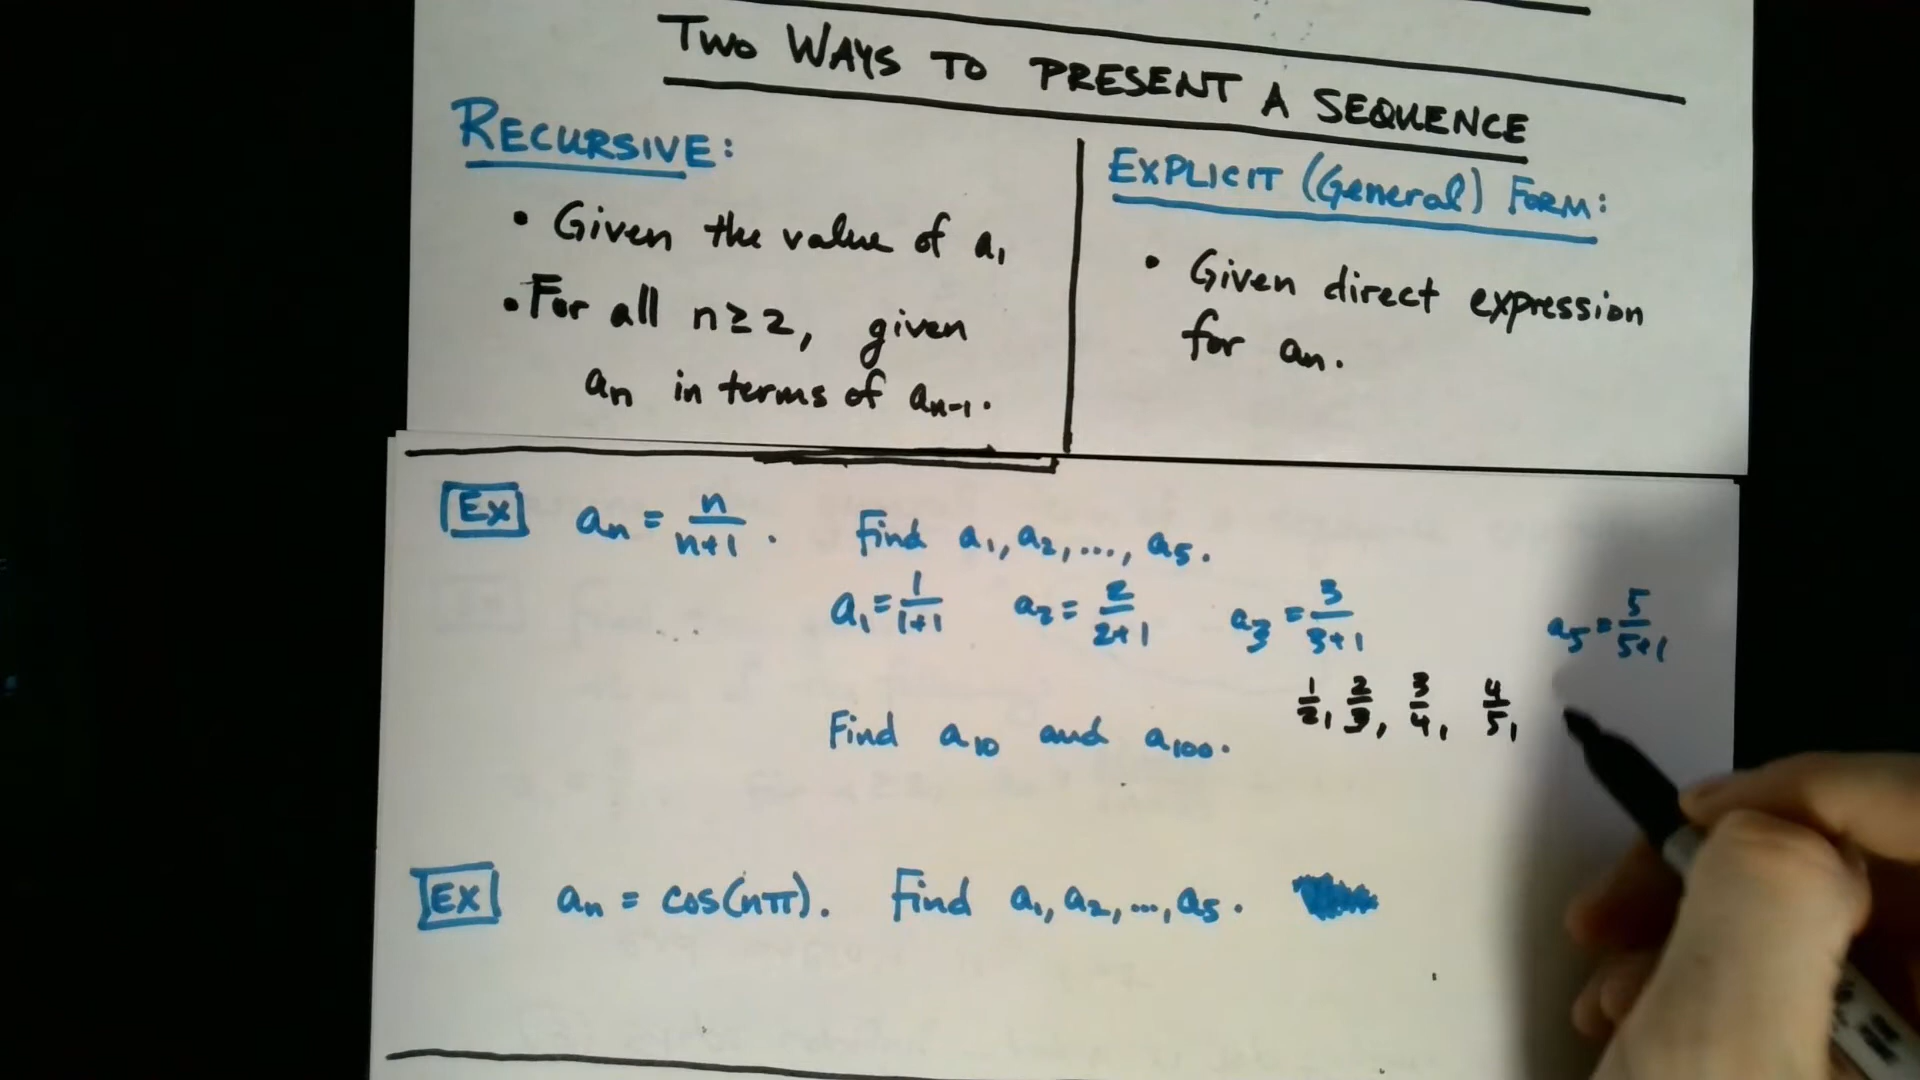 Two WAYS TO PRESENT A SEQUENCE
RECURSIVE:
• Given the value of a₁
• For all n ≥ 2, given
aₙ in terms of aₙ₋₁.
EXPLICIT (General) FORM:
• Given direct expression
for aₙ.
Ex aₙ = n/(n+1). Find a₁, a₂, ..., a₅.
a₁ = 1/(1+1) a₂ = 2/(2+1) a₃ = 3/(3+1) a₅ = 5/(5+1)
1/2, 2/3, 3/4, 4/5,
Find a₁₀ and a₁₀₀.
EX aₙ = cos(nπ). Find a₁, a₂, ..., a₅.